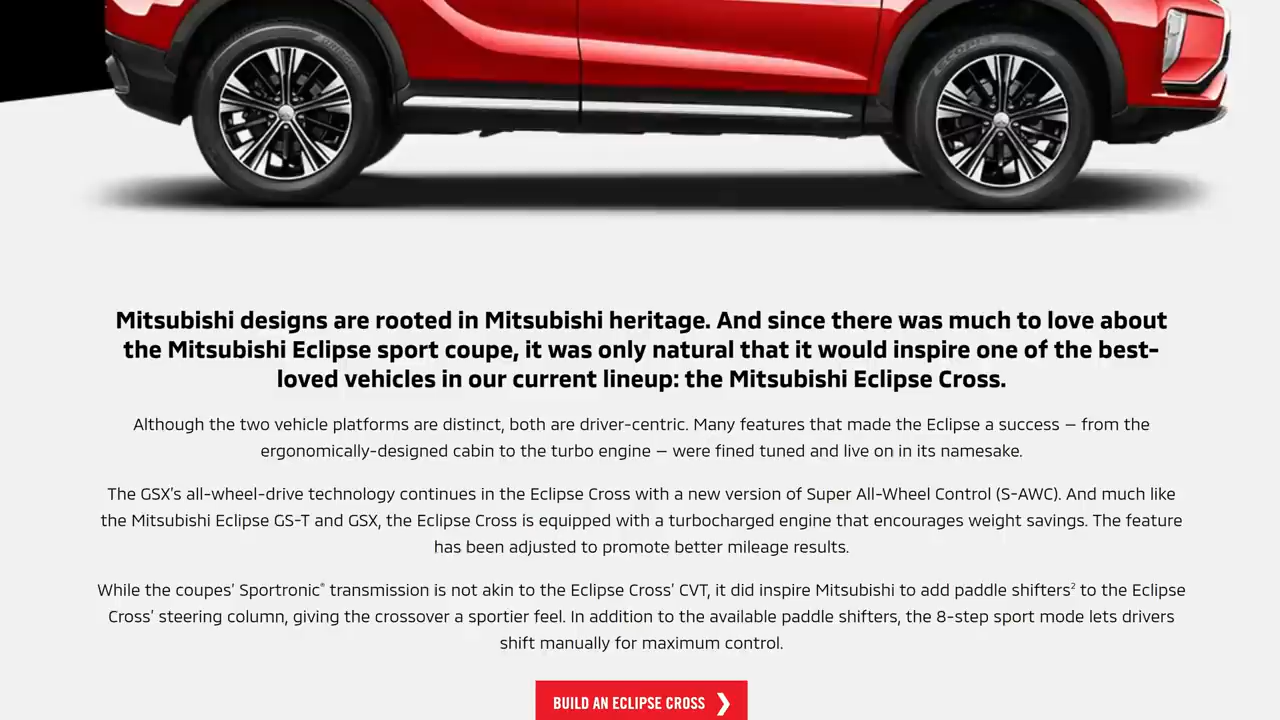 Mitsubishi designs are rooted in Mitsubishi heritage. And since there was much to love about
the Mitsubishi Eclipse sport coupe, it was only natural that it would inspire one of the best-
loved vehicles in our current lineup: the Mitsubishi Eclipse Cross.
Although the two vehicle platforms are distinct, both are driver-centric. Many features that made the Eclipse a success — from the
ergonomically-designed cabin to the turbo engine — were fined tuned and live on in its namesake.
The GSX's all-wheel-drive technology continues in the Eclipse Cross with a new version of Super All-Wheel Control (S-AWC). And much like
the Mitsubishi Eclipse GS-T and GSX, the Eclipse Cross is equipped with a turbocharged engine that encourages weight savings. The feature
has been adjusted to promote better mileage results.
While the coupes' Sportronic® transmission is not akin to the Eclipse Cross' CVT, it did inspire Mitsubishi to add paddle shifters² to the Eclipse
Cross' steering column, giving the crossover a sportier feel. In addition to the available paddle shifters, the 8-step sport mode lets drivers
shift manually for maximum control.
BUILD AN ECLIPSE CROSS ❯